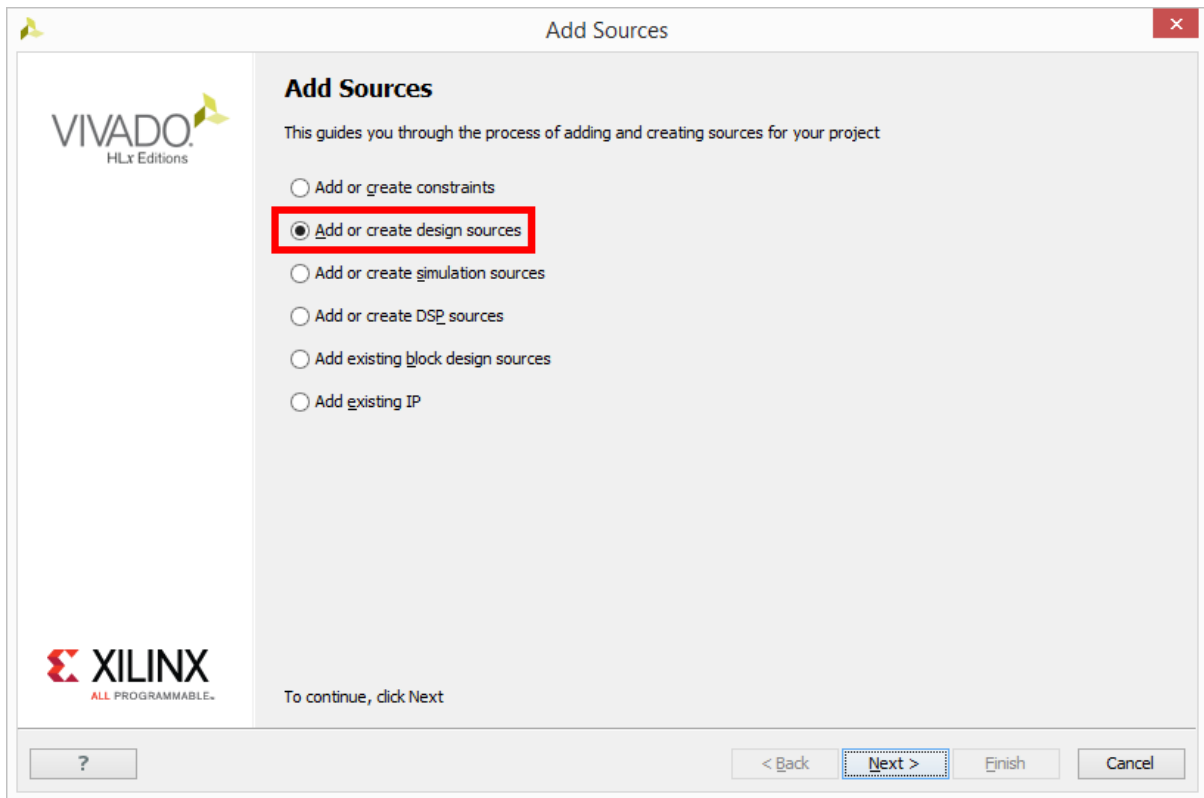 Add Sources
VIVADO.
HLx Editions
Add Sources
This guides you through the process of adding and creating sources for your project
Add or create constraints
Add or create design sources
Add or create simulation sources
Add or create DSP sources
Add existing block design sources
Add existing IP
XILINX
ALL PROGRAMMABLE™
To continue, click Next
?
< Back
Next >
Finish
Cancel